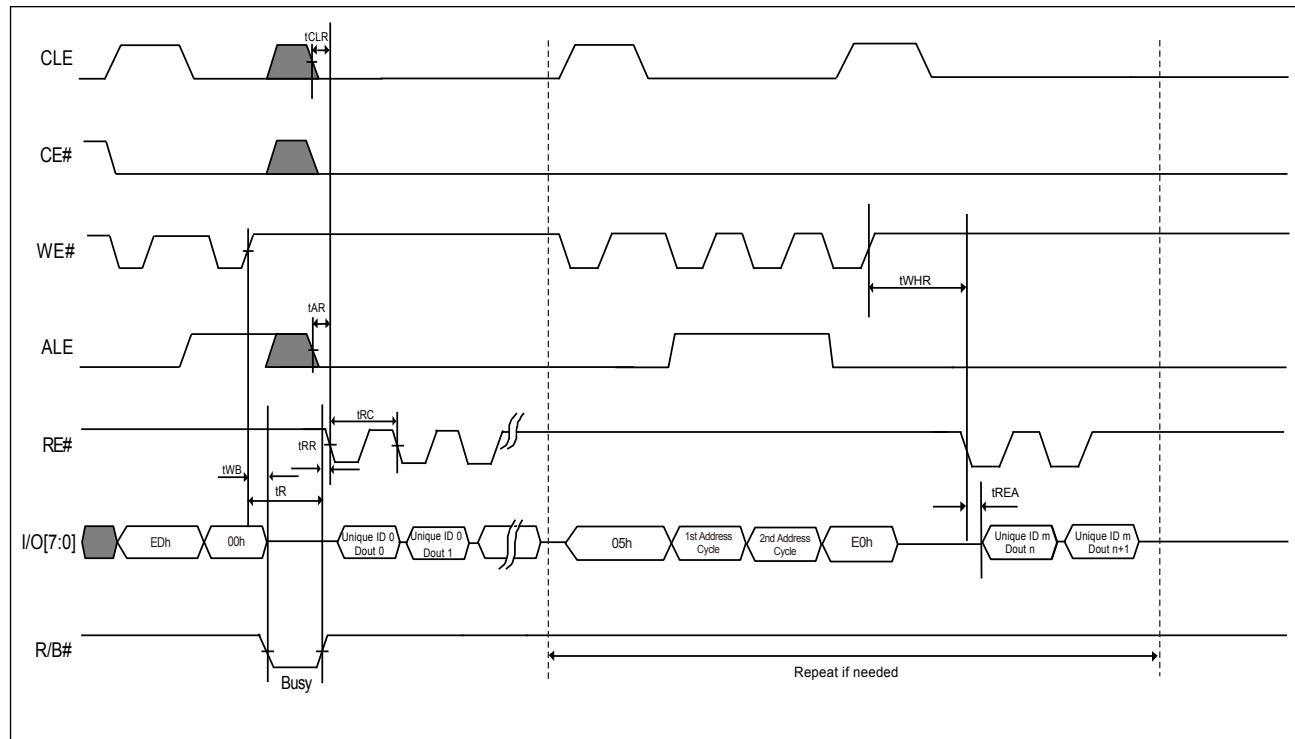 tCLR
CLE
CE#
WE#
tWHR
tAR
ALE
tRC
tRR
RE#
tWB
tR
tREA
I/O[7:0]
EDh
00h
Unique ID 0
Dout 0
Unique ID 0
Dout 1
05h
1st Address
Cycle
2nd Address
Cycle
E0h
Unique ID m
Dout n
Unique ID m
Dout n+1
R/B#
Busy
Repeat if needed